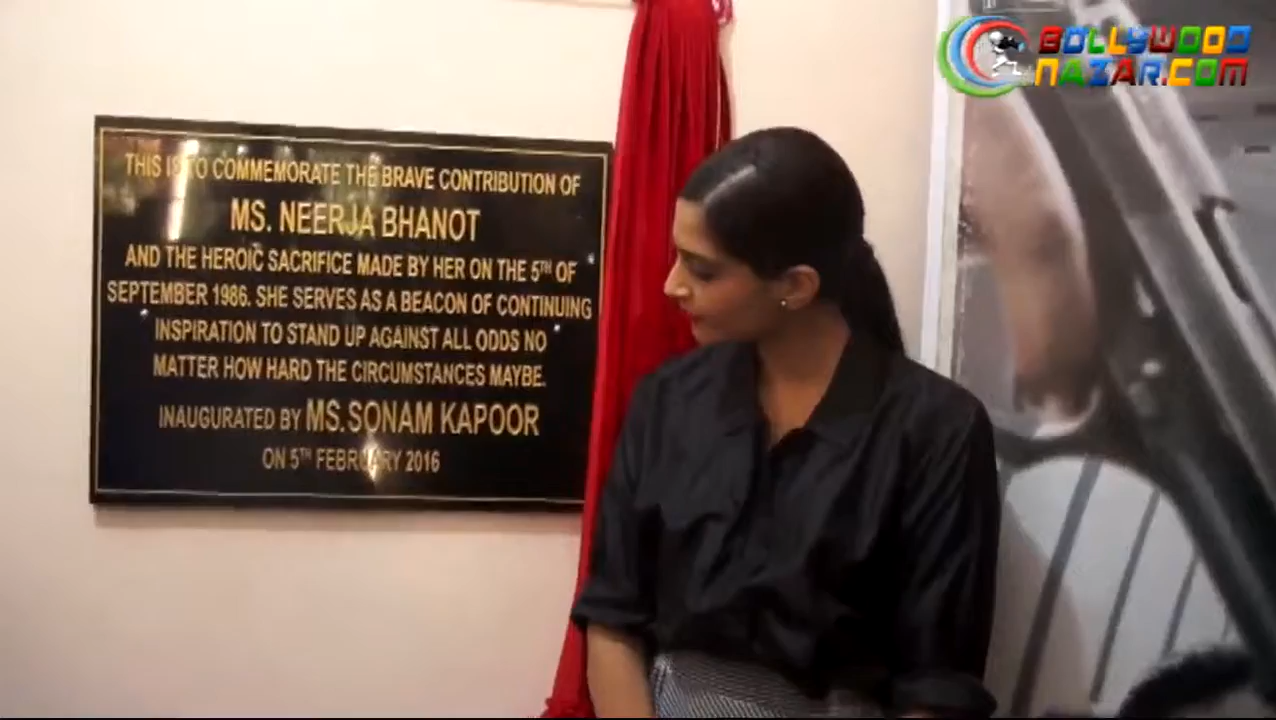 BOLLYWOOD
NAZAR.COM
THIS IS TO COMMEMORATE THE BRAVE CONTRIBUTION OF
MS. NEERJA BHANOT
AND THE HEROIC SACRIFICE MADE BY HER ON THE 5TH OF
SEPTEMBER 1986. SHE SERVES AS A BEACON OF CONTINUING
INSPIRATION TO STAND UP AGAINST ALL ODDS NO
MATTER HOW HARD THE CIRCUMSTANCES MAYBE.
INAUGURATED BY MS. SONAM KAPOOR
ON 5TH FEBRUARY 2016